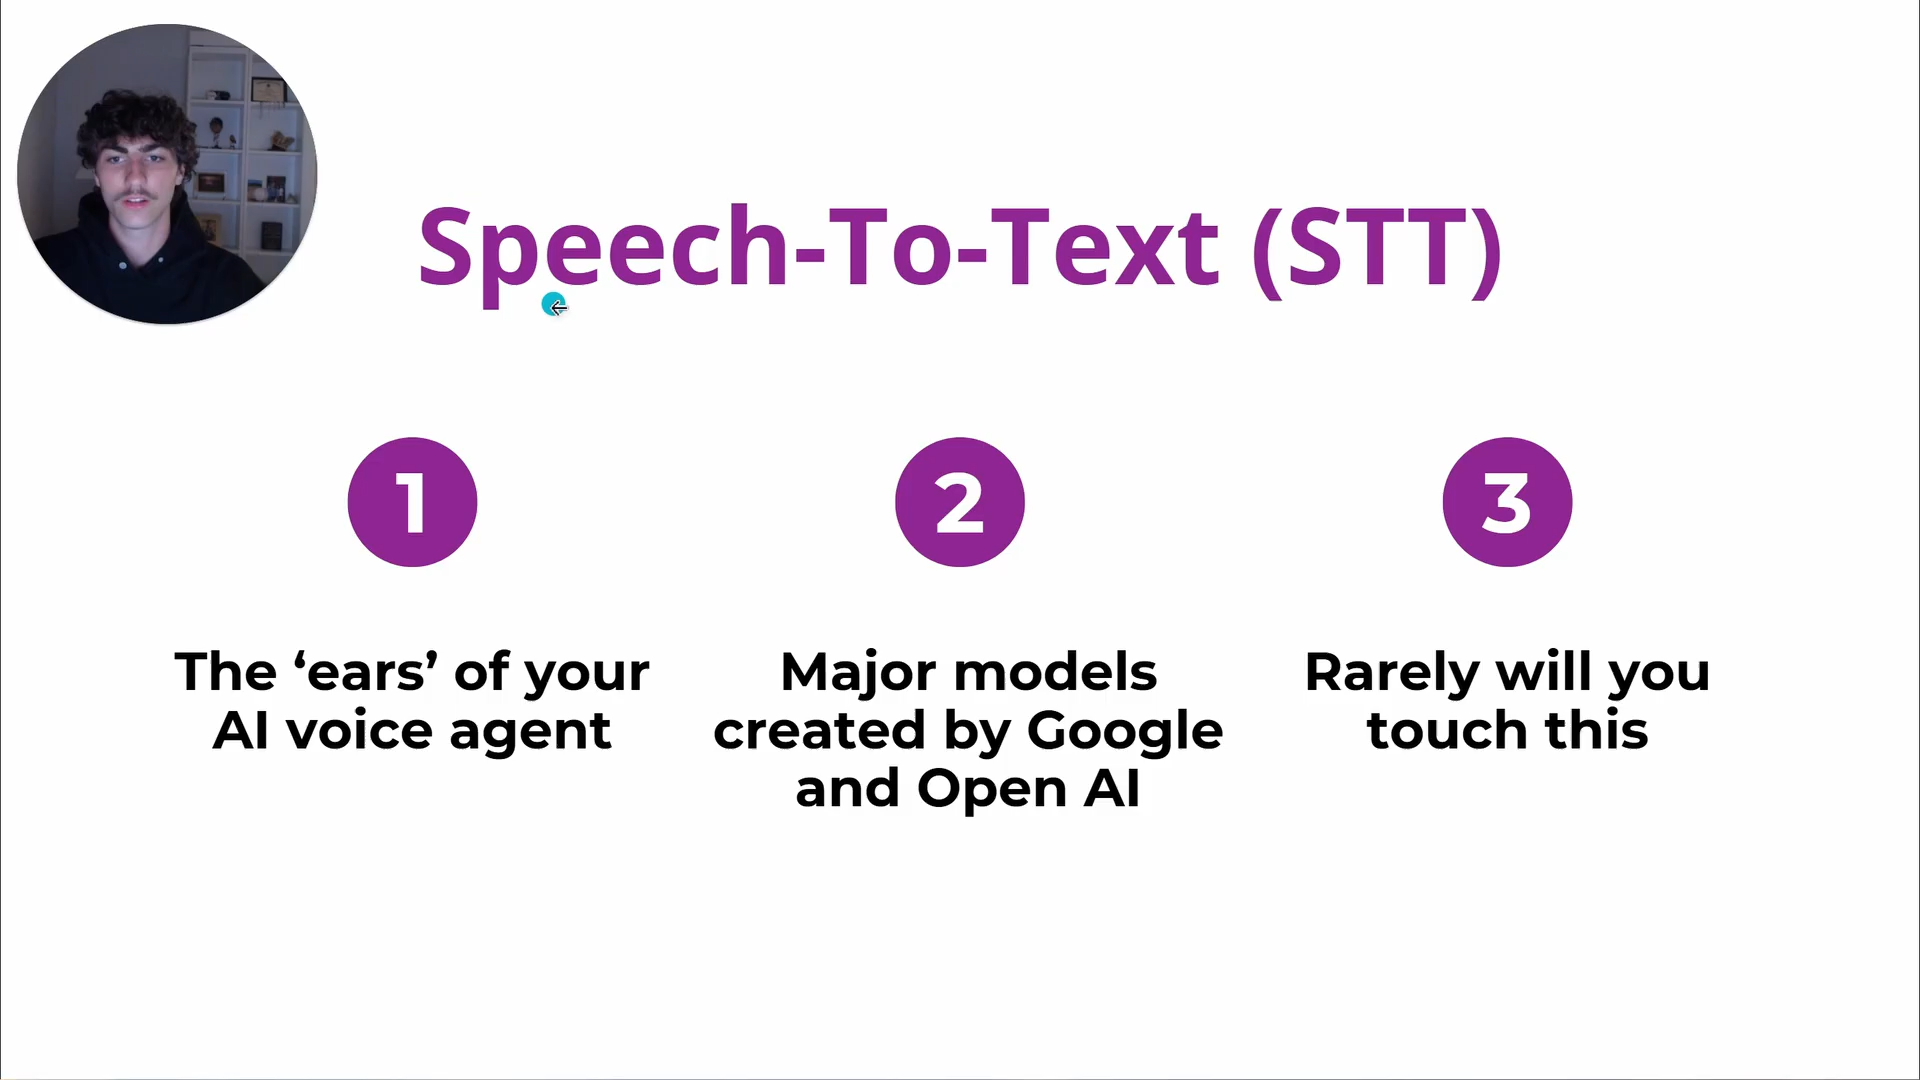 Speech-To-Text (STT)
1
The ‘ears’ of your
AI voice agent
2
Major models
created by Google
and Open AI
3
Rarely will you
touch this